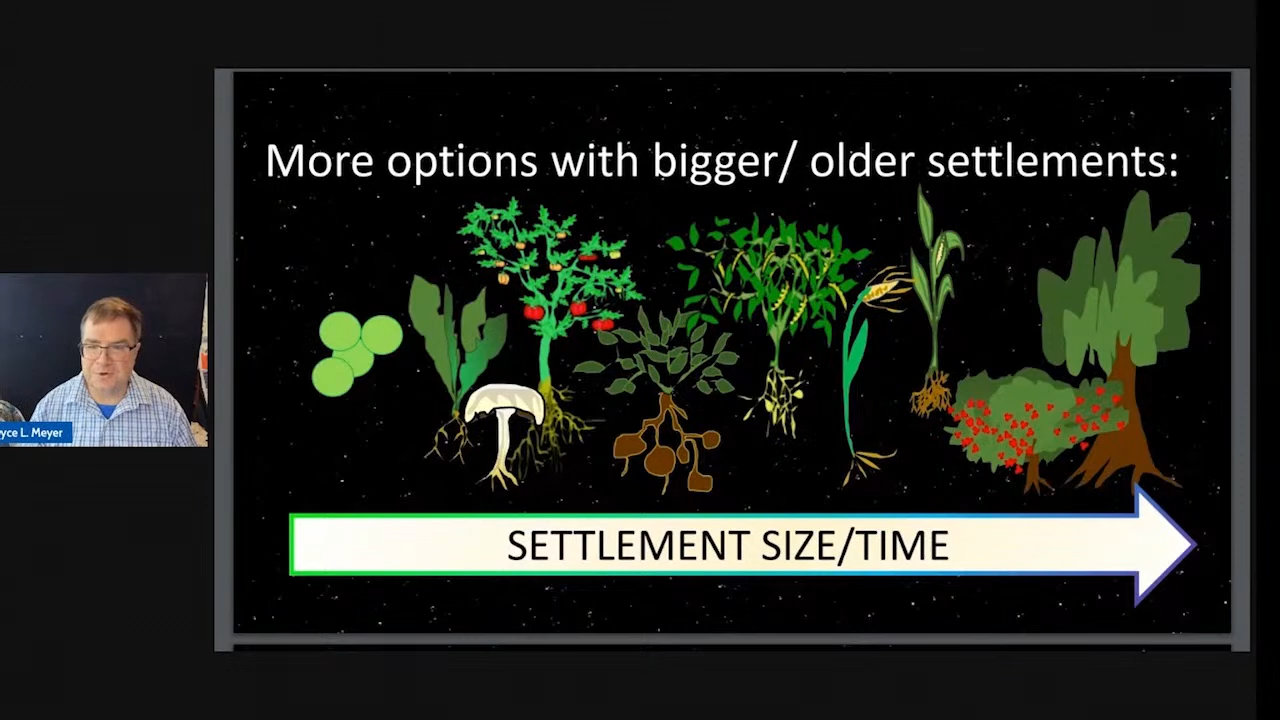 More options with bigger/ older settlements:
yce L. Meyer
SETTLEMENT SIZE/TIME